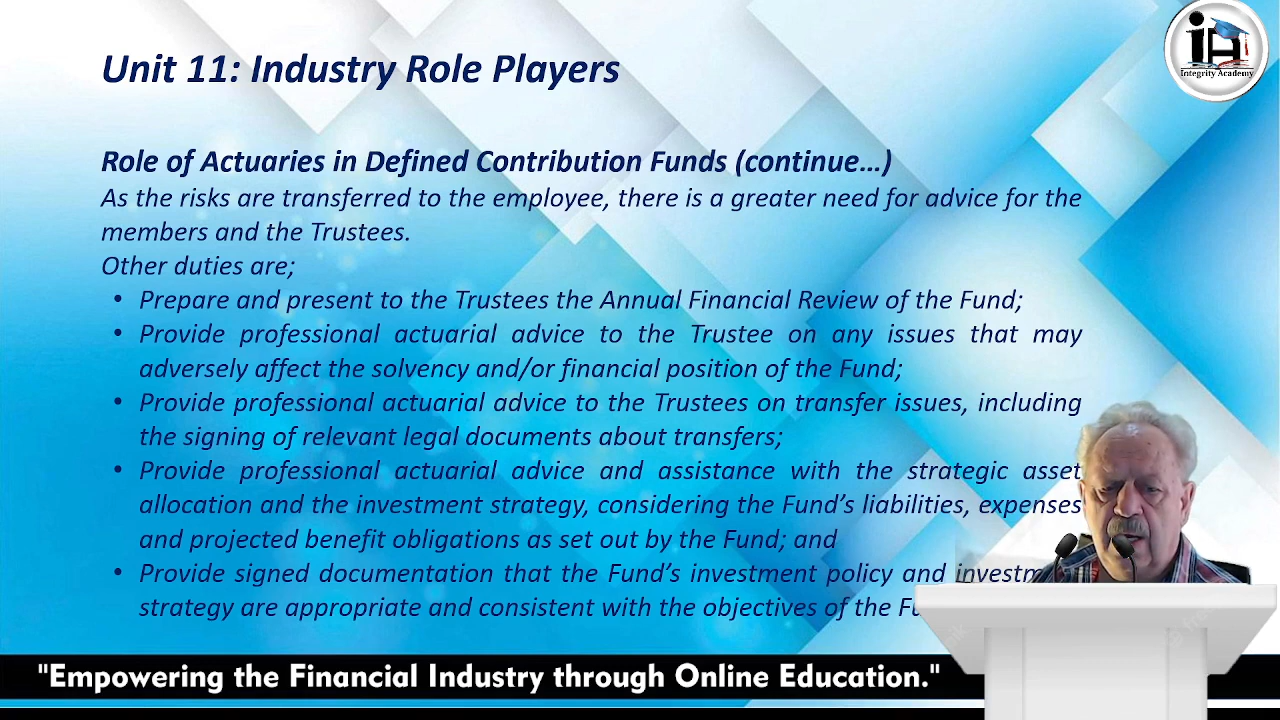 Unit 11: Industry Role Players
Integrity Academy
Role of Actuaries in Defined Contribution Funds (continue...)
As the risks are transferred to the employee, there is a greater need for advice for the
members and the Trustees.
Other duties are;
• Prepare and present to the Trustees the Annual Financial Review of the Fund;
• Provide professional actuarial advice to the Trustee on any issues that may
adversely affect the solvency and/or financial position of the Fund;
• Provide professional actuarial advice to the Trustees on transfer issues, including
the signing of relevant legal documents about transfers;
• Provide professional actuarial advice and assistance with the strategic asset
allocation and the investment strategy, considering the Fund's liabilities, expenses
and projected benefit obligations as set out by the Fund; and
• Provide signed documentation that the Fund's investment policy and
strategy are appropriate and consistent with the objectives of the
"Empowering the Financial Industry through Online Education."